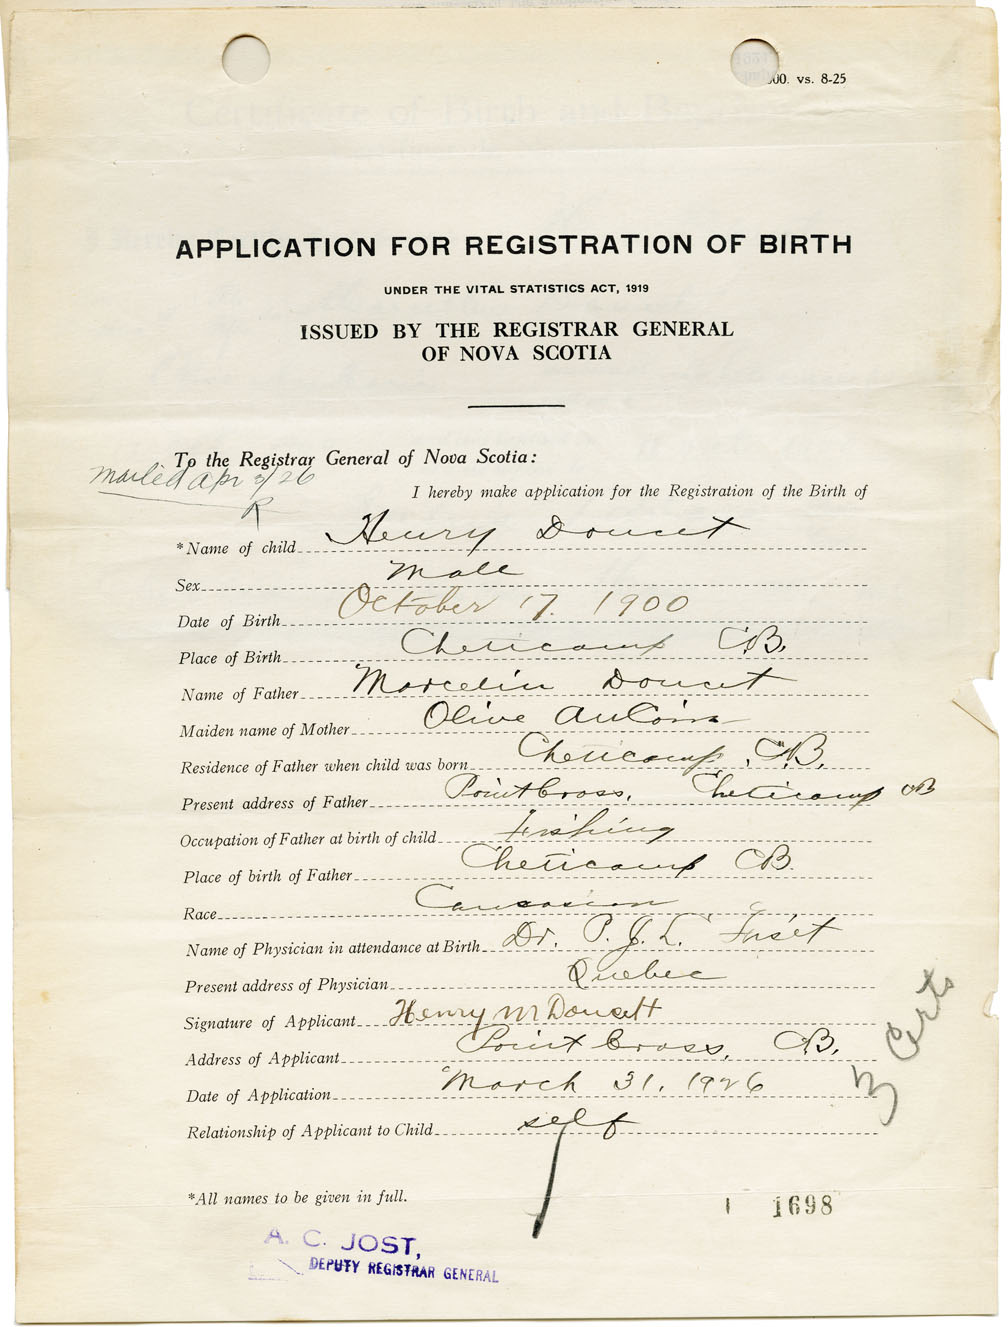 00. vs. 8-25
APPLICATION FOR REGISTRATION OF BIRTH
UNDER THE VITAL STATISTICS ACT, 1919
ISSUED BY THE REGISTRAR GENERAL
OF NOVA SCOTIA
To the Registrar General of Nova Scotia:
mailed Apr 3/26
R
I hereby make application for the Registration of the Birth of
*Name of child Henry Doucet
Sex Male
Date of Birth October 17. 1900
Place of Birth Cheticamp C.B.
Name of Father Marcelin Doucet
Maiden name of Mother Olive AuCoin
Residence of Father when child was born Cheticamp, C.B.
Present address of Father Point Cross, Cheticamp CB
Occupation of Father at birth of child Fishing
Place of birth of Father Cheticamp CB.
Race Caucasian
Name of Physician in attendance at Birth Dr. P. J. L. Fiset
Present address of Physician Quebec
Signature of Applicant Henry M Doucett
Address of Applicant Point Cross, C.B.
Date of Application March 31, 1926
Relationship of Applicant to Child self
3 Certs
*All names to be given in full.
1 1698
A. C. JOST,
DEPUTY REGISTRAR GENERAL